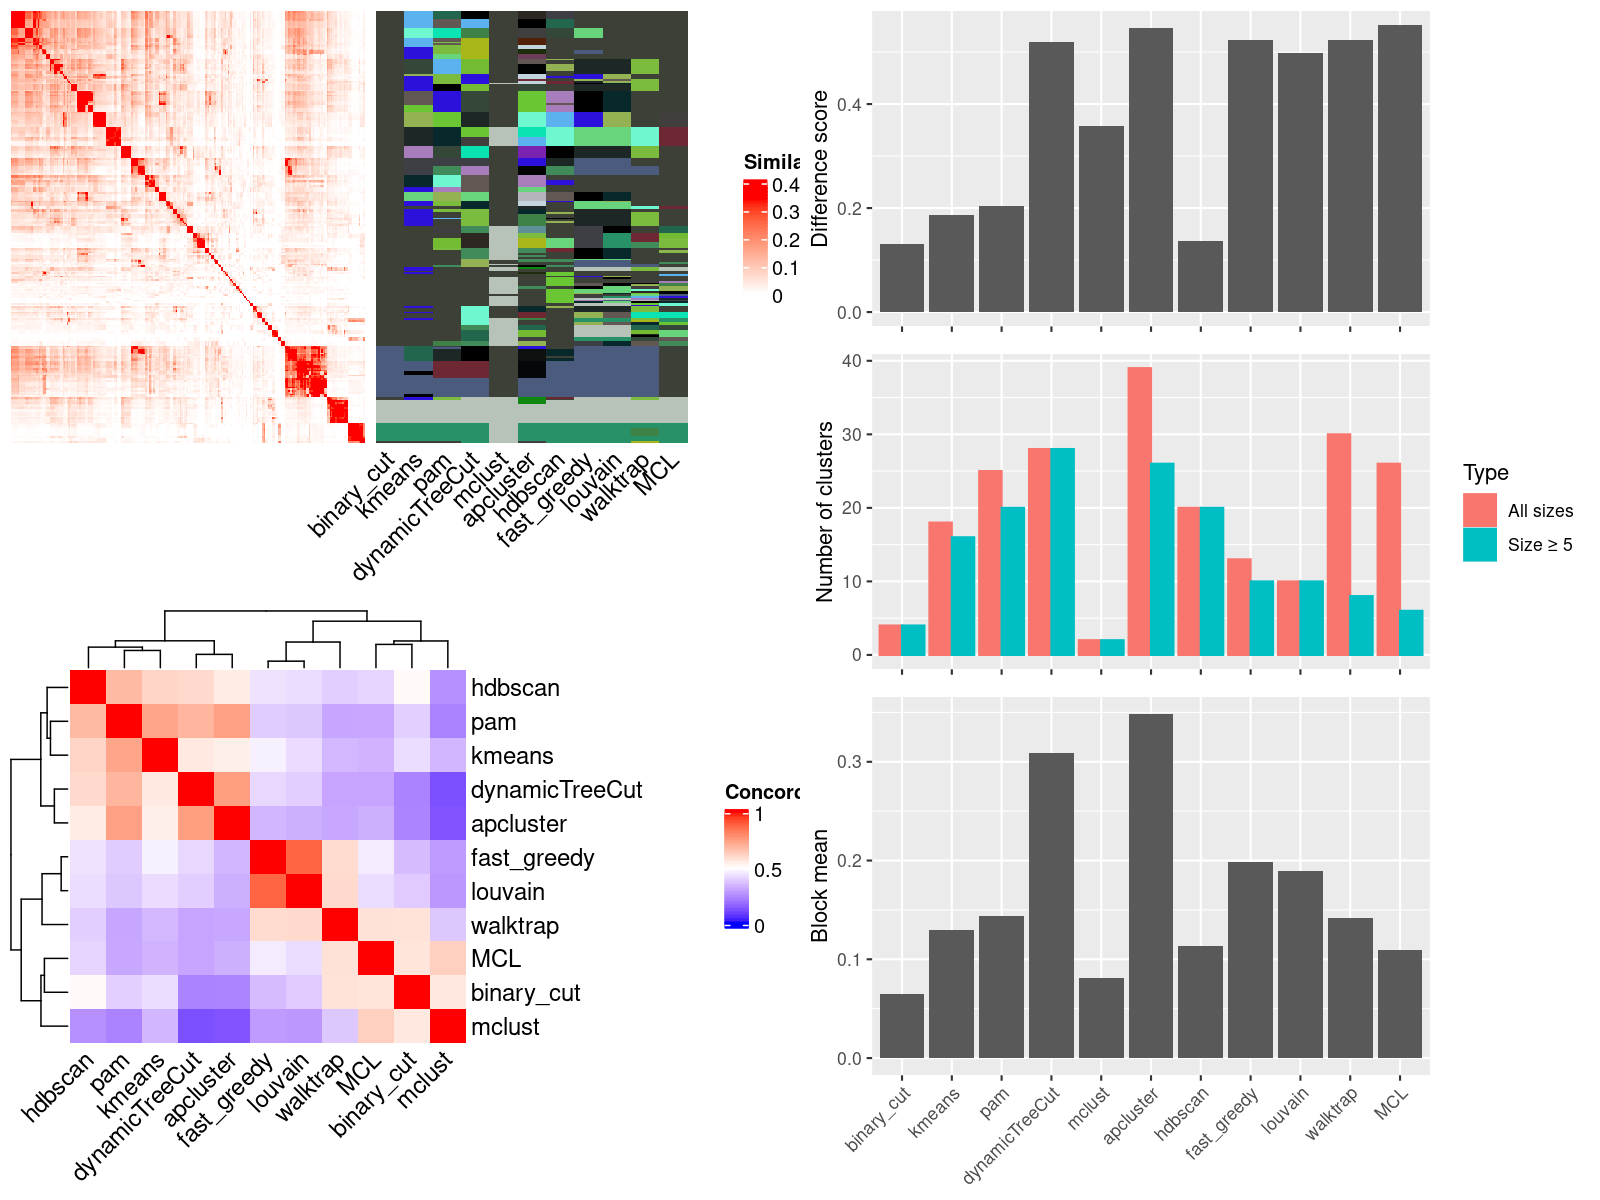 Simila
0.4
0.3
0.2
0.1
0
binary_cut
kmeans
pam
dynamicTreeCut
mclust
apcluster
hdbscan
fast_greedy
louvain
walktrap
MCL
Difference score
0.4
0.2
0.0
Number of clusters
40
30
20
10
0
Type
All sizes
Size ≥ 5
hdbscan
pam
kmeans
dynamicTreeCut
apcluster
fast_greedy
louvain
walktrap
MCL
binary_cut
mclust
hdbscan
pam
kmeans
dynamicTreeCut
apcluster
fast_greedy
louvain
walktrap
MCL
binary_cut
mclust
Concord
1
0.5
0
Block mean
0.3
0.2
0.1
0.0
binary_cut
kmeans
pam
dynamicTreeCut
mclust
apcluster
hdbscan
fast_greedy
louvain
walktrap
MCL